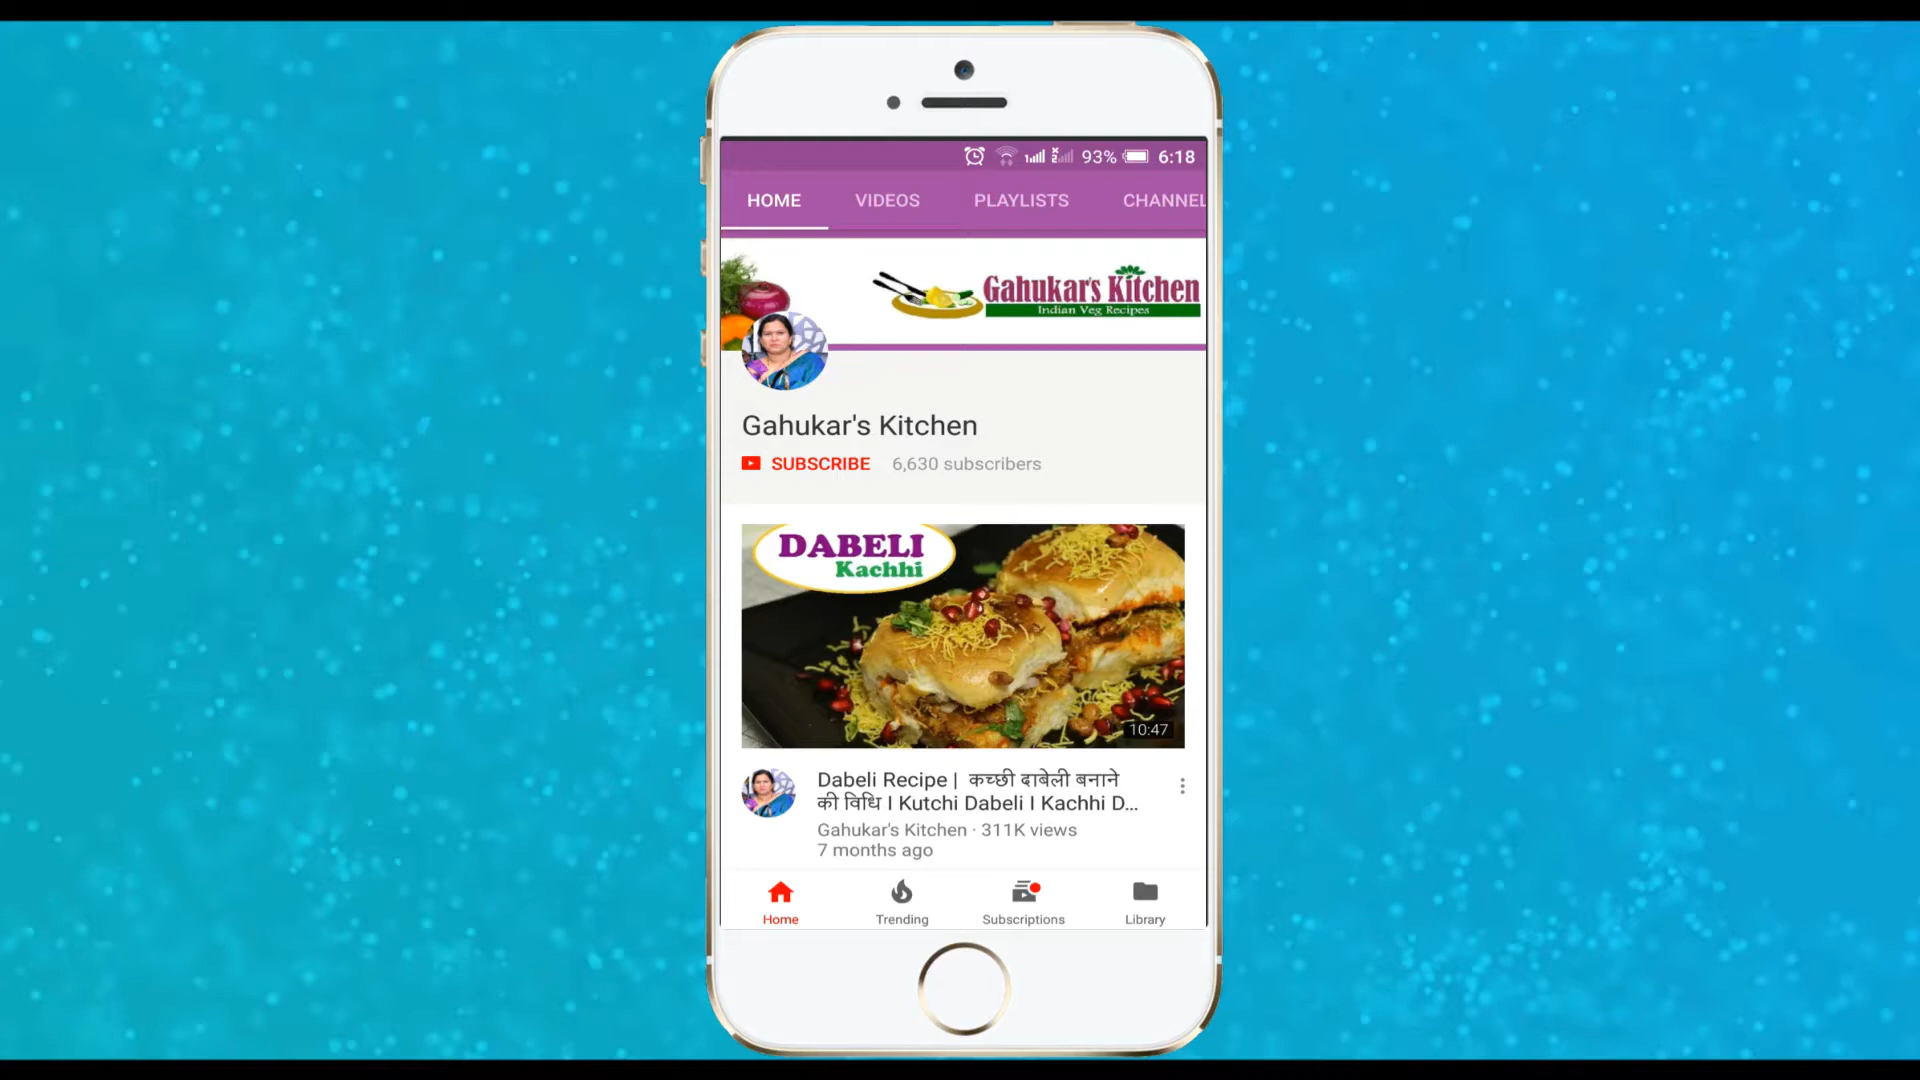 93% 6:18
HOME VIDEOS PLAYLISTS CHANNEL
Gahukar's Kitchen
Indian Veg Recipes
Gahukar's Kitchen
SUBSCRIBE 6,630 subscribers
DABELI
Kachhi
10:47
Dabeli Recipe | कच्छी दाबेली बनाने
की विधि I Kutchi Dabeli I Kachhi D...
Gahukar's Kitchen · 311K views
7 months ago
Home Trending Subscriptions Library